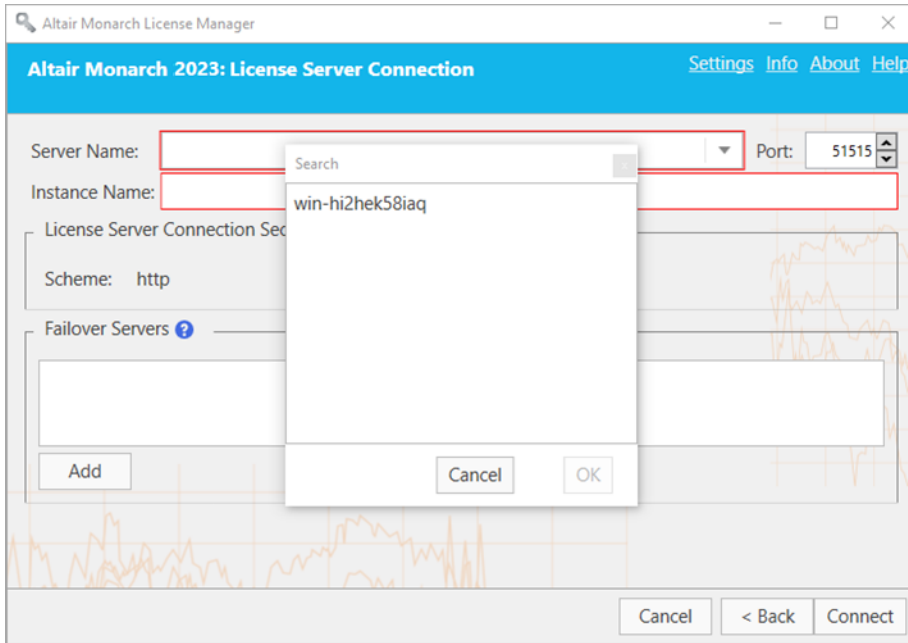 Altair Monarch License Manager
Altair Monarch 2023: License Server Connection
Settings Info About Help
Server Name:
Port: 51515
Search
Instance Name:
win-hi2hek58iaq
License Server Connection Sec
Scheme: http
Failover Servers ?
Add
Cancel OK
Cancel < Back Connect